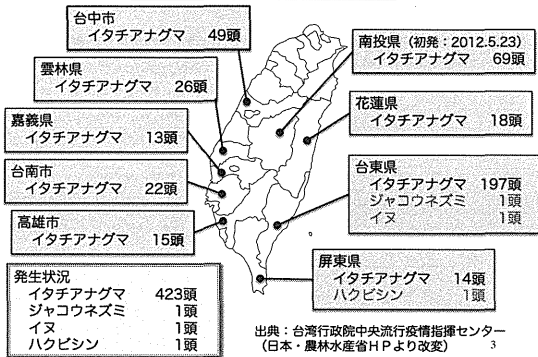 台中市
イタチアナグマ 49頭
雲林県
イタチアナグマ 26頭
嘉義県
イタチアナグマ 13頭
台南市
イタチアナグマ 22頭
高雄市
イタチアナグマ 15頭
南投県（初発：2012.5.23）
イタチアナグマ 69頭
花蓮県
イタチアナグマ 18頭
台東県
イタチアナグマ 197頭
ジャコウネズミ 1頭
イヌ 1頭
屏東県
イタチアナグマ 14頭
ハクビシン 1頭
発生状況
イタチアナグマ 423頭
ジャコウネズミ 1頭
イヌ 1頭
ハクビシン 1頭
出典：台湾行政院中央流行疫情指揮センター
（日本・農林水産省HPより改変）
3